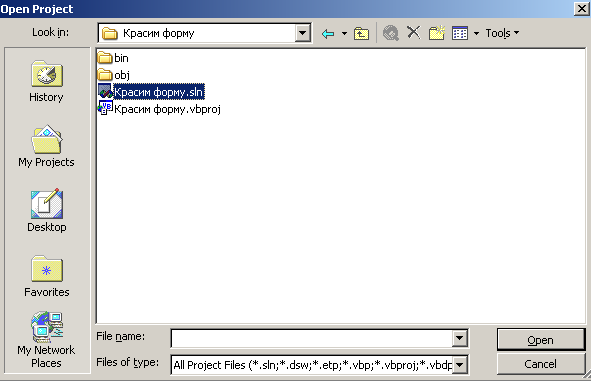 Open Project
Look in: Красим форму Tools
bin
obj
Красим форму.sln
Красим форму.vbproj
History
My Projects
Desktop
Favorites
My Network
Places
File name: Open
Files of type: All Project Files (*.sln;*.dsw;*.etp;*.vbp;*.vbproj;*.vbdp Cancel